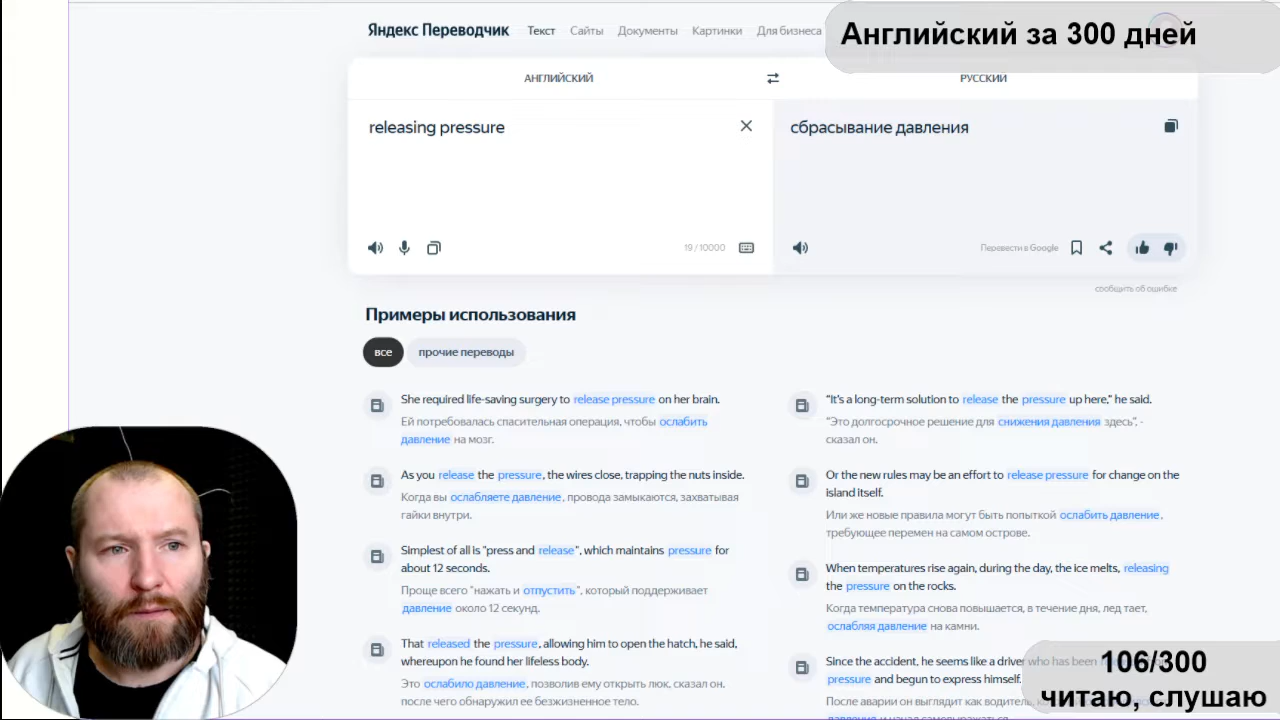 Яндекс Переводчик Текст Сайты Документы Картинки Для бизнеса
Английский за 300 дней
АНГЛИЙСКИЙ РУССКИЙ
releasing pressure
сбрасывание давления
19 / 10000
Перевести в Google
сообщить об ошибке
Примеры использования
все прочие переводы
She required life-saving surgery to release pressure on her brain.
Ей потребовалась спасительная операция, чтобы ослабить
давление на мозг.
As you release the pressure, the wires close, trapping the nuts inside.
Когда вы ослабляете давление, провода замыкаются, захватывая
гайки внутри.
Simplest of all is "press and release", which maintains pressure for
about 12 seconds.
Проще всего "нажать и отпустить", который поддерживает
давление около 12 секунд.
That released the pressure, allowing him to open the hatch, he said,
whereupon he found her lifeless body.
Это ослабило давление, позволив ему открыть люк, сказал он.
после чего обнаружил ее безжизненное тело.
“It's a long-term solution to release the pressure up here,” he said.
"Это долгосрочное решение для снижения давления здесь", -
сказал он.
Or the new rules may be an effort to release pressure for change on the
island itself.
Или же новые правила могут быть попыткой ослабить давление,
требующее перемен на самом острове.
When temperatures rise again, during the day, the ice melts, releasing
the pressure on the rocks.
Когда температура снова повышается, в течение дня, лед тает,
ослабляя давление на камни.
Since the accident, he seems like a driver who has been
pressure and begun to express himself.
После аварии он выглядит как водитель,
106/300
читаю, слушаю